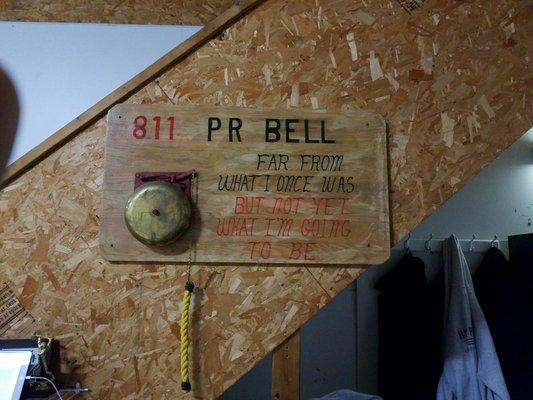 811 PR BELL
FAR FROM
WHAT I ONCE WAS
BUT NOT YET
WHAT I'M GOING
TO BE